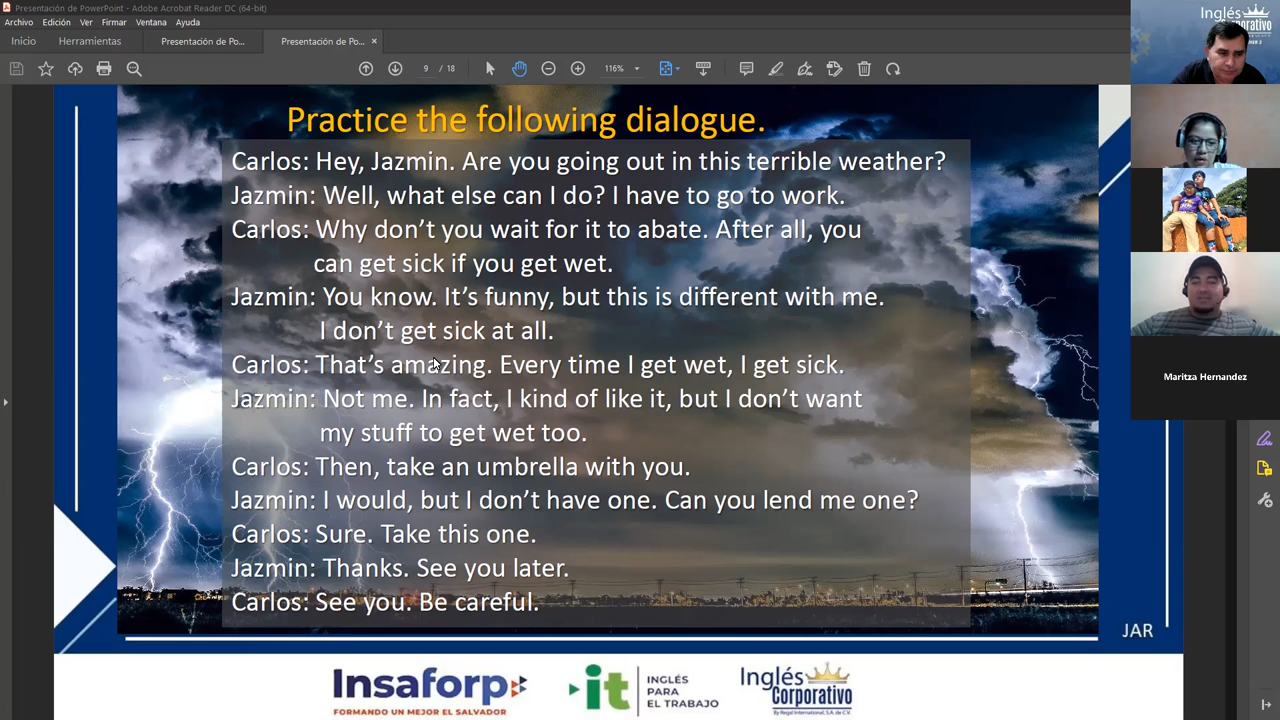 Presentación de PowerPoint - Adobe Acrobat Reader DC (64-bit)
Archivo Edición Ver Firmar Ventana Ayuda
Inicio Herramientas Presentación de Po... Presentación de Po... ×
9 / 18 116%
Practice the following dialogue.
Carlos: Hey, Jazmin. Are you going out in this terrible weather?
Jazmin: Well, what else can I do? I have to go to work.
Carlos: Why don’t you wait for it to abate. After all, you
can get sick if you get wet.
Jazmin: You know. It’s funny, but this is different with me.
I don’t get sick at all.
Carlos: That’s amazing. Every time I get wet, I get sick.
Jazmin: Not me. In fact, I kind of like it, but I don’t want
my stuff to get wet too.
Carlos: Then, take an umbrella with you.
Jazmin: I would, but I don’t have one. Can you lend me one?
Carlos: Sure. Take this one.
Jazmin: Thanks. See you later.
Carlos: See you. Be careful.
JAR
Insaforp
FORMANDO UN MEJOR EL SALVADOR
it
INGLÉS
PARA
EL TRABAJO
Inglés
Corporativo
By Regal International, S.A. de C.V.
Inglés
Corporativo
Maritza Hernandez